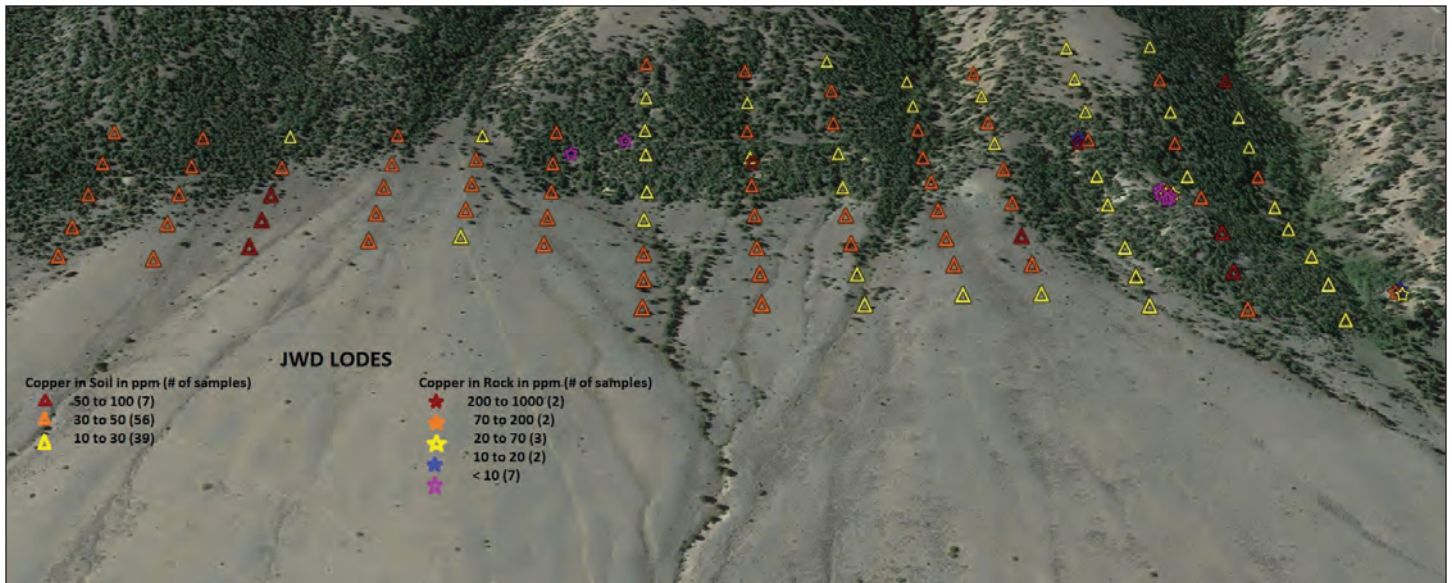 JWD LODES
Copper in Soil in ppm (# of samples)
50 to 100 (7)
30 to 50 (56)
10 to 30 (39)
Copper in Rock in ppm (# of samples)
200 to 1000 (2)
70 to 200 (2)
20 to 70 (3)
10 to 20 (2)
< 10 (7)